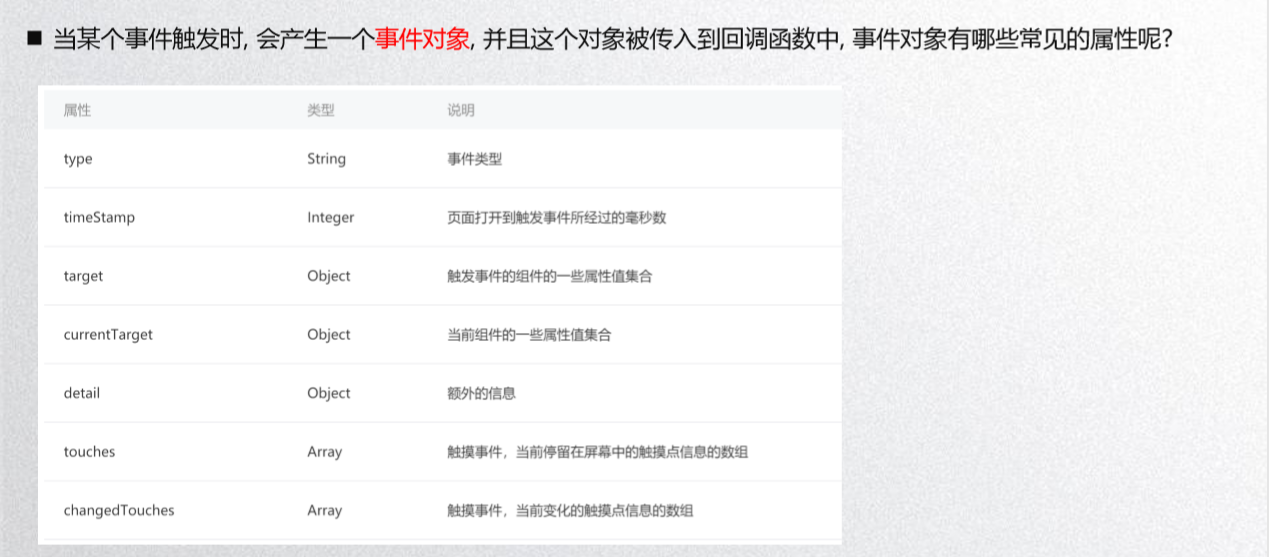 ■ 当某个事件触发时, 会产生一个事件对象, 并且这个对象被传入到回调函数中, 事件对象有哪些常见的属性呢?
属性 类型 说明
type String 事件类型
timeStamp Integer 页面打开到触发事件所经过的毫秒数
target Object 触发事件的组件的一些属性值集合
currentTarget Object 当前组件的一些属性值集合
detail Object 额外的信息
touches Array 触摸事件，当前停留在屏幕中的触摸点信息的数组
changedTouches Array 触摸事件，当前变化的触摸点信息的数组